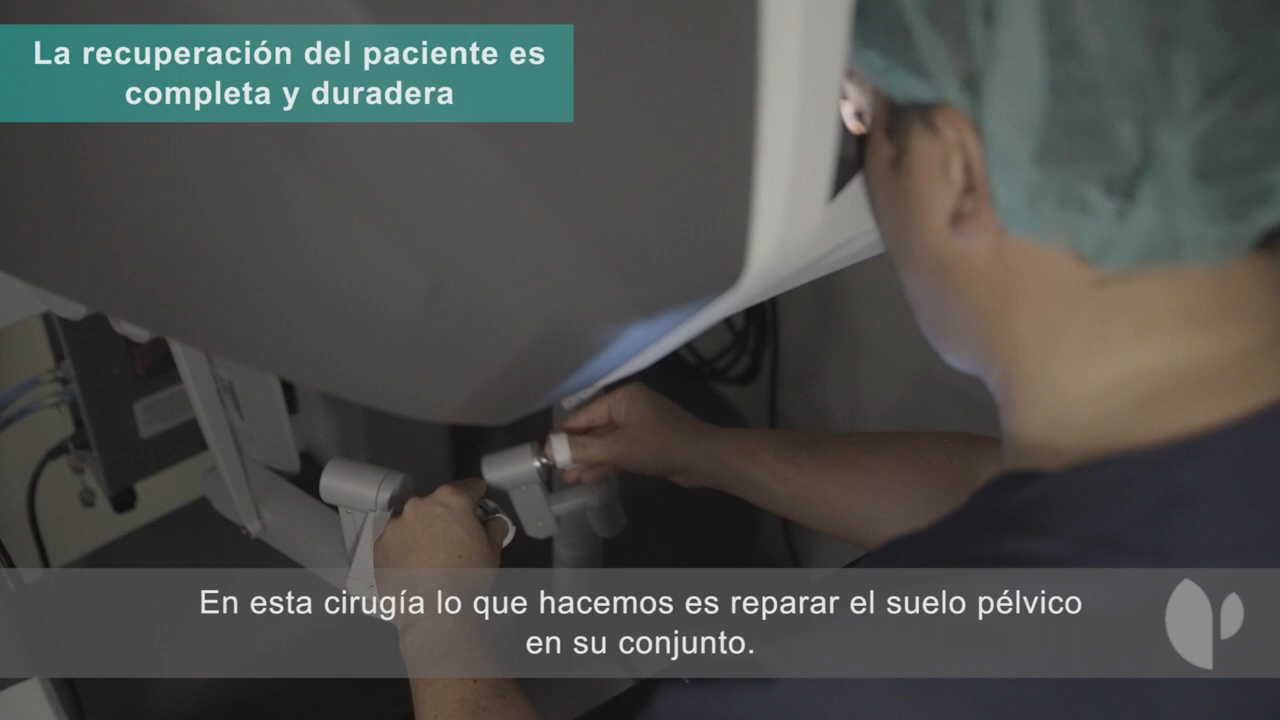 La recuperación del paciente es
completa y duradera
En esta cirugía lo que hacemos es reparar el suelo pélvico
en su conjunto.